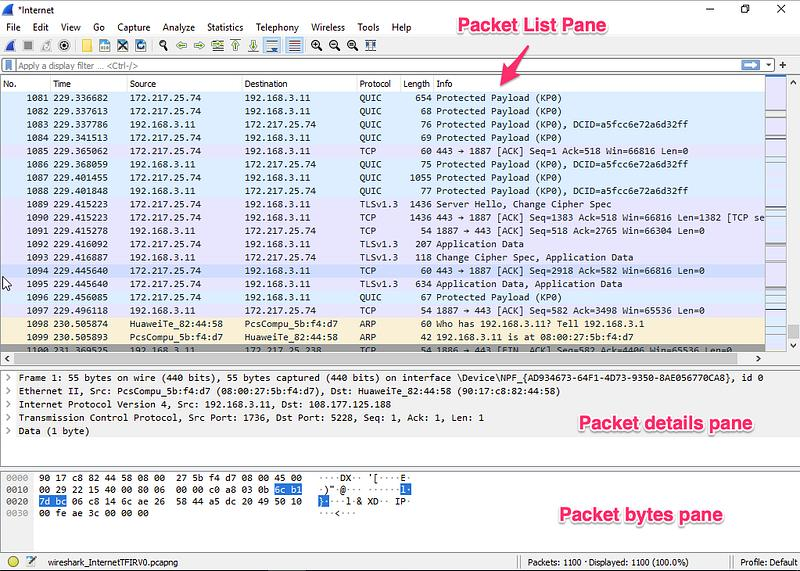 *Internet
File Edit View Go Capture Analyze Statistics Telephony Wireless Tools Help
Packet List Pane
Apply a display filter ... <Ctrl-/>
No. Time Source Destination Protocol Length Info
1081 229.336682 172.217.25.74 192.168.3.11 QUIC 654 Protected Payload (KP0)
1082 229.337613 172.217.25.74 192.168.3.11 QUIC 68 Protected Payload (KP0)
1083 229.337786 192.168.3.11 172.217.25.74 QUIC 76 Protected Payload (KP0), DCID=a5fcc6e72a6d32ff
1084 229.341513 172.217.25.74 192.168.3.11 QUIC 69 Protected Payload (KP0)
1085 229.365062 172.217.25.74 192.168.3.11 TCP 60 443 → 1887 [ACK] Seq=1 Ack=518 Win=66816 Len=0
1086 229.368059 192.168.3.11 172.217.25.74 QUIC 75 Protected Payload (KP0), DCID=a5fcc6e72a6d32ff
1087 229.401455 192.168.3.11 172.217.25.74 QUIC 1055 Protected Payload (KP0)
1088 229.401848 192.168.3.11 172.217.25.74 QUIC 77 Protected Payload (KP0), DCID=a5fcc6e72a6d32ff
1089 229.415223 172.217.25.74 192.168.3.11 TLSv1.3 1436 Server Hello, Change Cipher Spec
1090 229.415223 172.217.25.74 192.168.3.11 TCP 1436 443 → 1887 [ACK] Seq=1383 Ack=518 Win=66816 Len=1382 [TCP se
1091 229.415278 192.168.3.11 172.217.25.74 TCP 54 1887 → 443 [ACK] Seq=518 Ack=2765 Win=66304 Len=0
1092 229.416092 172.217.25.74 192.168.3.11 TLSv1.3 207 Application Data
1093 229.416887 192.168.3.11 172.217.25.74 TLSv1.3 118 Change Cipher Spec, Application Data
1094 229.445640 172.217.25.74 192.168.3.11 TCP 60 443 → 1887 [ACK] Seq=2918 Ack=582 Win=66816 Len=0
1095 229.445640 172.217.25.74 192.168.3.11 TLSv1.3 634 Application Data, Application Data
1096 229.456085 172.217.25.74 192.168.3.11 QUIC 67 Protected Payload (KP0)
1097 229.496118 192.168.3.11 172.217.25.74 TCP 54 1887 → 443 [ACK] Seq=582 Ack=3498 Win=65536 Len=0
1098 230.505874 HuaweiTe_82:44:58 PcsCompu_5b:f4:d7 ARP 60 Who has 192.168.3.11? Tell 192.168.3.1
1099 230.505893 PcsCompu_5b:f4:d7 HuaweiTe_82:44:58 ARP 42 192.168.3.11 is at 08:00:27:5b:f4:d7
1100 231.369525 192.168.3.11 172.217.25.238 TCP 54 1886 → 443 [FIN, ACK] Seq=582 Ack=4406 Win=65536 Len=0
Frame 1: 55 bytes on wire (440 bits), 55 bytes captured (440 bits) on interface \Device\NPF_{AD934673-64F1-4D73-9350-8AE056770CA8}, id 0
Ethernet II, Src: PcsCompu_5b:f4:d7 (08:00:27:5b:f4:d7), Dst: HuaweiTe_82:44:58 (90:17:c8:82:44:58)
Internet Protocol Version 4, Src: 192.168.3.11, Dst: 108.177.125.188
Transmission Control Protocol, Src Port: 1736, Dst Port: 5228, Seq: 1, Ack: 1, Len: 1
Data (1 byte)
Packet details pane
0000 90 17 c8 82 44 58 08 00 27 5b f4 d7 08 00 45 00 ····DX·· '[····E·
0010 00 29 22 15 40 00 80 06 00 00 c0 a8 03 0b 6c b1 ·)"·@··· ······l·
0020 7d bc 06 c8 14 6c ae 26 58 44 a5 dc 20 49 50 10 }····l·& XD·· IP·
0030 00 fe ae 3c 00 00 00 ···<···
Packet bytes pane
wireshark_InternetTFIRV0.pcapng Packets: 1100 · Displayed: 1100 (100.0%) Profile: Default